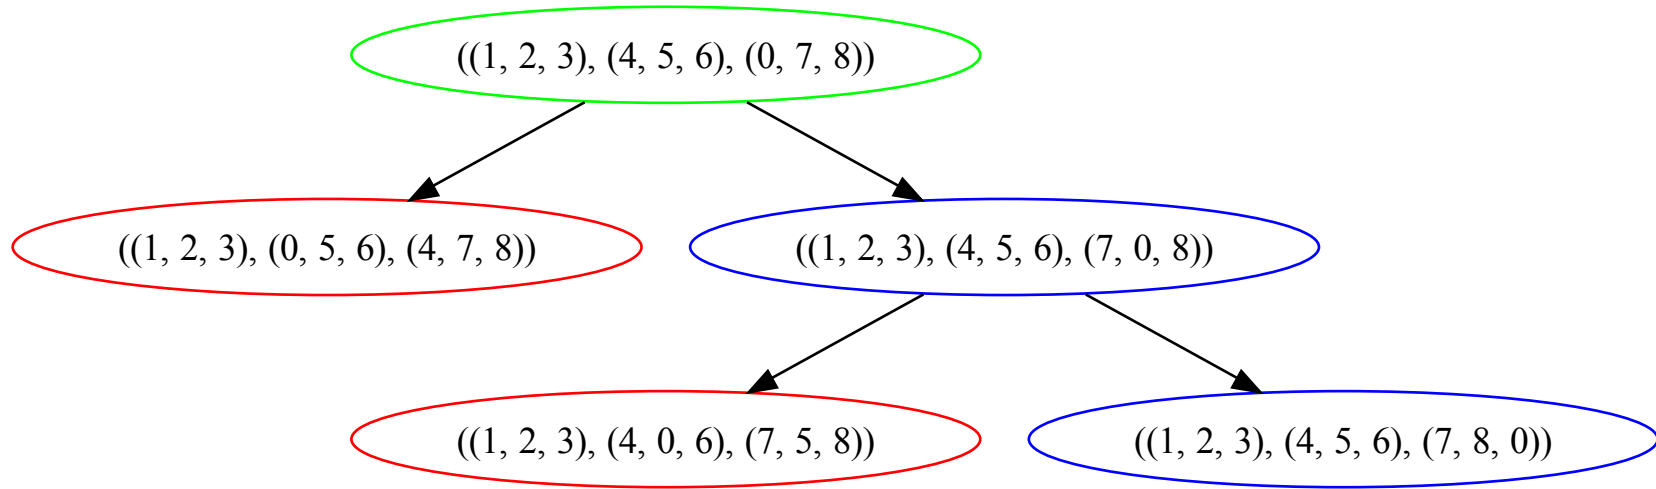 ((1, 2, 3), (4, 5, 6), (0, 7, 8))
((1, 2, 3), (0, 5, 6), (4, 7, 8))
((1, 2, 3), (4, 5, 6), (7, 0, 8))
((1, 2, 3), (4, 0, 6), (7, 5, 8))
((1, 2, 3), (4, 5, 6), (7, 8, 0))